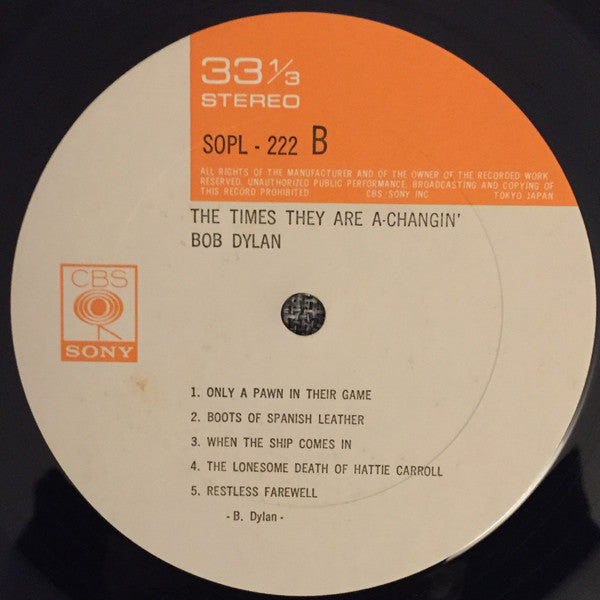 33 1/3
STEREO
SOPL - 222 B
ALL RIGHTS OF THE MANUFACTURER AND OF THE OWNER OF THE RECORDED WORK
RESERVED. UNAUTHORIZED PUBLIC PERFORMANCE, BROADCASTING AND COPYING OF
THIS RECORD PROHIBITED. CBS/SONY INC. TOKYO JAPAN
THE TIMES THEY ARE A-CHANGIN'
BOB DYLAN
CBS
SONY
1. ONLY A PAWN IN THEIR GAME
2. BOOTS OF SPANISH LEATHER
3. WHEN THE SHIP COMES IN
4. THE LONESOME DEATH OF HATTIE CARROLL
5. RESTLESS FAREWELL
- B. Dylan -